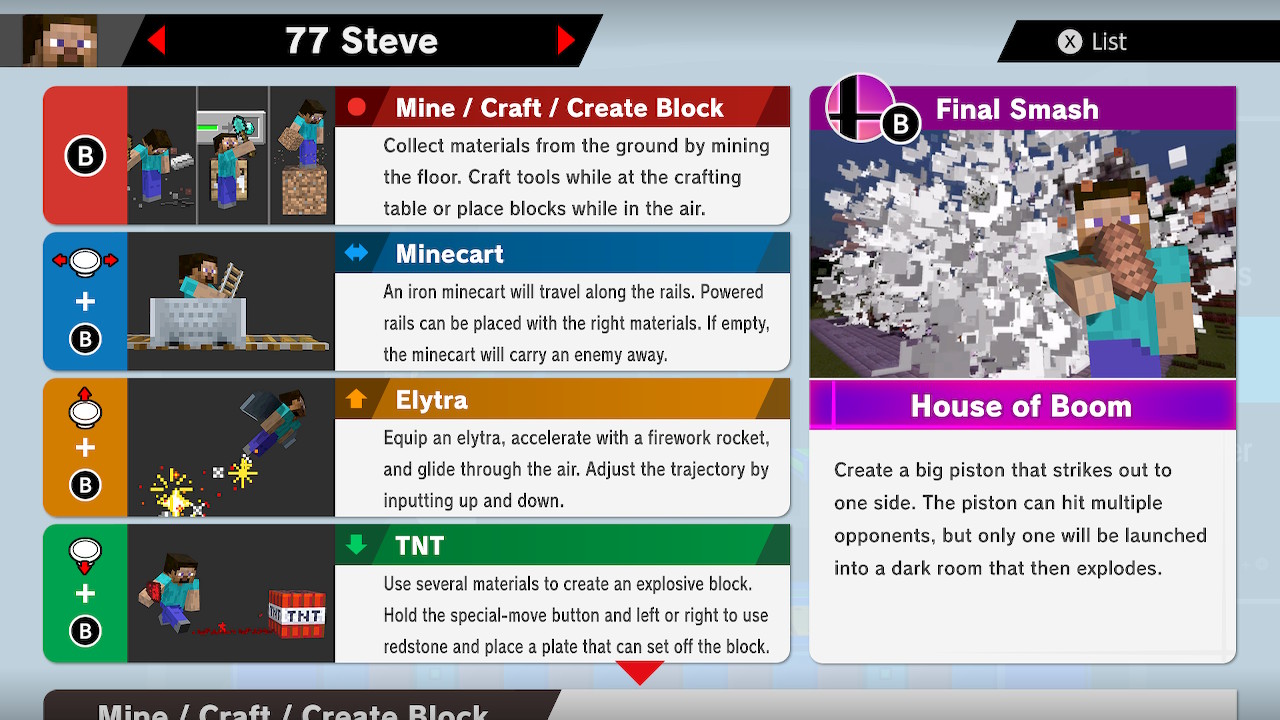 77 Steve
X List
B
Mine / Craft / Create Block
Collect materials from the ground by mining
the floor. Craft tools while at the crafting
table or place blocks while in the air.
+
B
Minecart
An iron minecart will travel along the rails. Powered
rails can be placed with the right materials. If empty,
the minecart will carry an enemy away.
+
B
Elytra
Equip an elytra, accelerate with a firework rocket,
and glide through the air. Adjust the trajectory by
inputting up and down.
+
B
TNT
TNT
Use several materials to create an explosive block.
Hold the special-move button and left or right to use
redstone and place a plate that can set off the block.
B
Final Smash
House of Boom
Create a big piston that strikes out to
one side. The piston can hit multiple
opponents, but only one will be launched
into a dark room that then explodes.
Mine / Craft / Create Block